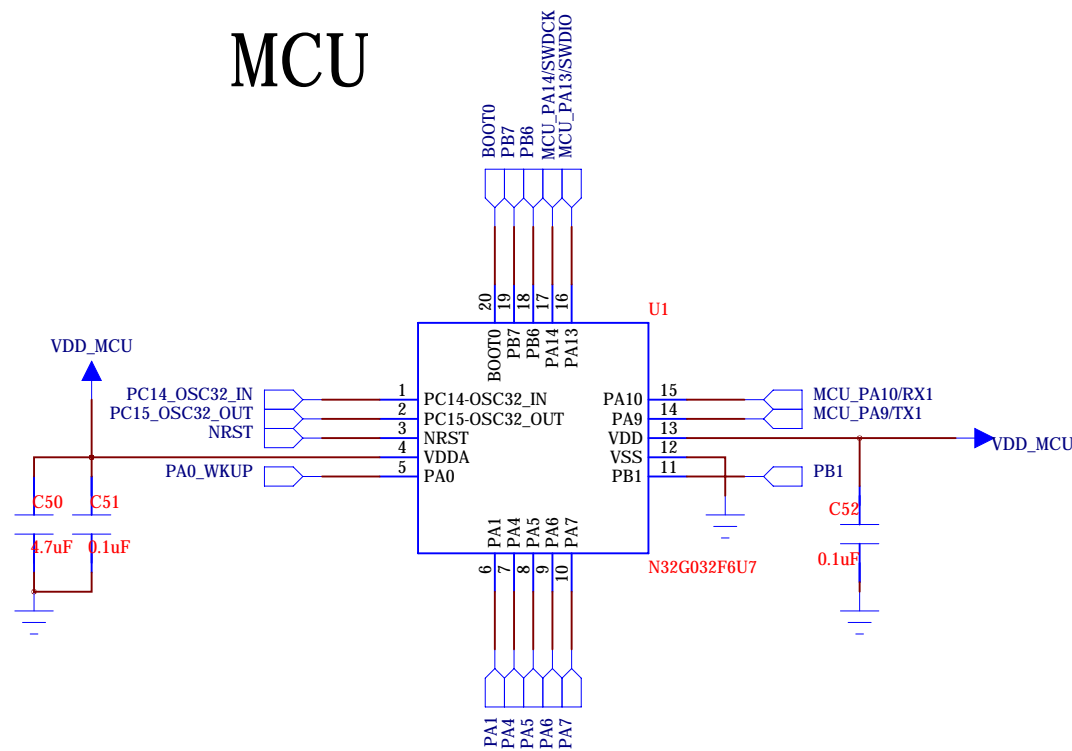 MCU
BOOT0
PB7
PB6
MCU_PA14/SWDCK
MCU_PA13/SWDIO
20
19
18
17
16
U1
BOOT0
PB7
PB6
PA14
PA13
VDD_MCU
PC14_OSC32_IN
PC15_OSC32_OUT
NRST
PA0_WKUP
1
2
3
4
5
PC14-OSC32_IN
PC15-OSC32_OUT
NRST
VDDA
PA0
PA10
PA9
VDD
VSS
PB1
15
14
13
12
11
MCU_PA10/RX1
MCU_PA9/TX1
VDD_MCU
PB1
C50
4.7uF
C51
0.1uF
C52
0.1uF
PA1
PA4
PA5
PA6
PA7
N32G032F6U7
6
7
8
9
10
PA1
PA4
PA5
PA6
PA7